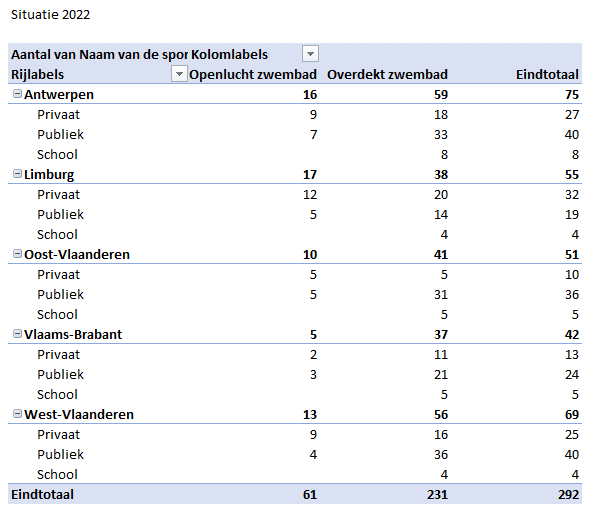 Situatie 2022
Aantal van Naam van de spor Kolomlabels
Rijlabels Openlucht zwembad Overdekt zwembad Eindtotaal
Antwerpen 16 59 75
Privaat 9 18 27
Publiek 7 33 40
School 8 8
Limburg 17 38 55
Privaat 12 20 32
Publiek 5 14 19
School 4 4
Oost-Vlaanderen 10 41 51
Privaat 5 5 10
Publiek 5 31 36
School 5 5
Vlaams-Brabant 5 37 42
Privaat 2 11 13
Publiek 3 21 24
School 5 5
West-Vlaanderen 13 56 69
Privaat 9 16 25
Publiek 4 36 40
School 4 4
Eindtotaal 61 231 292